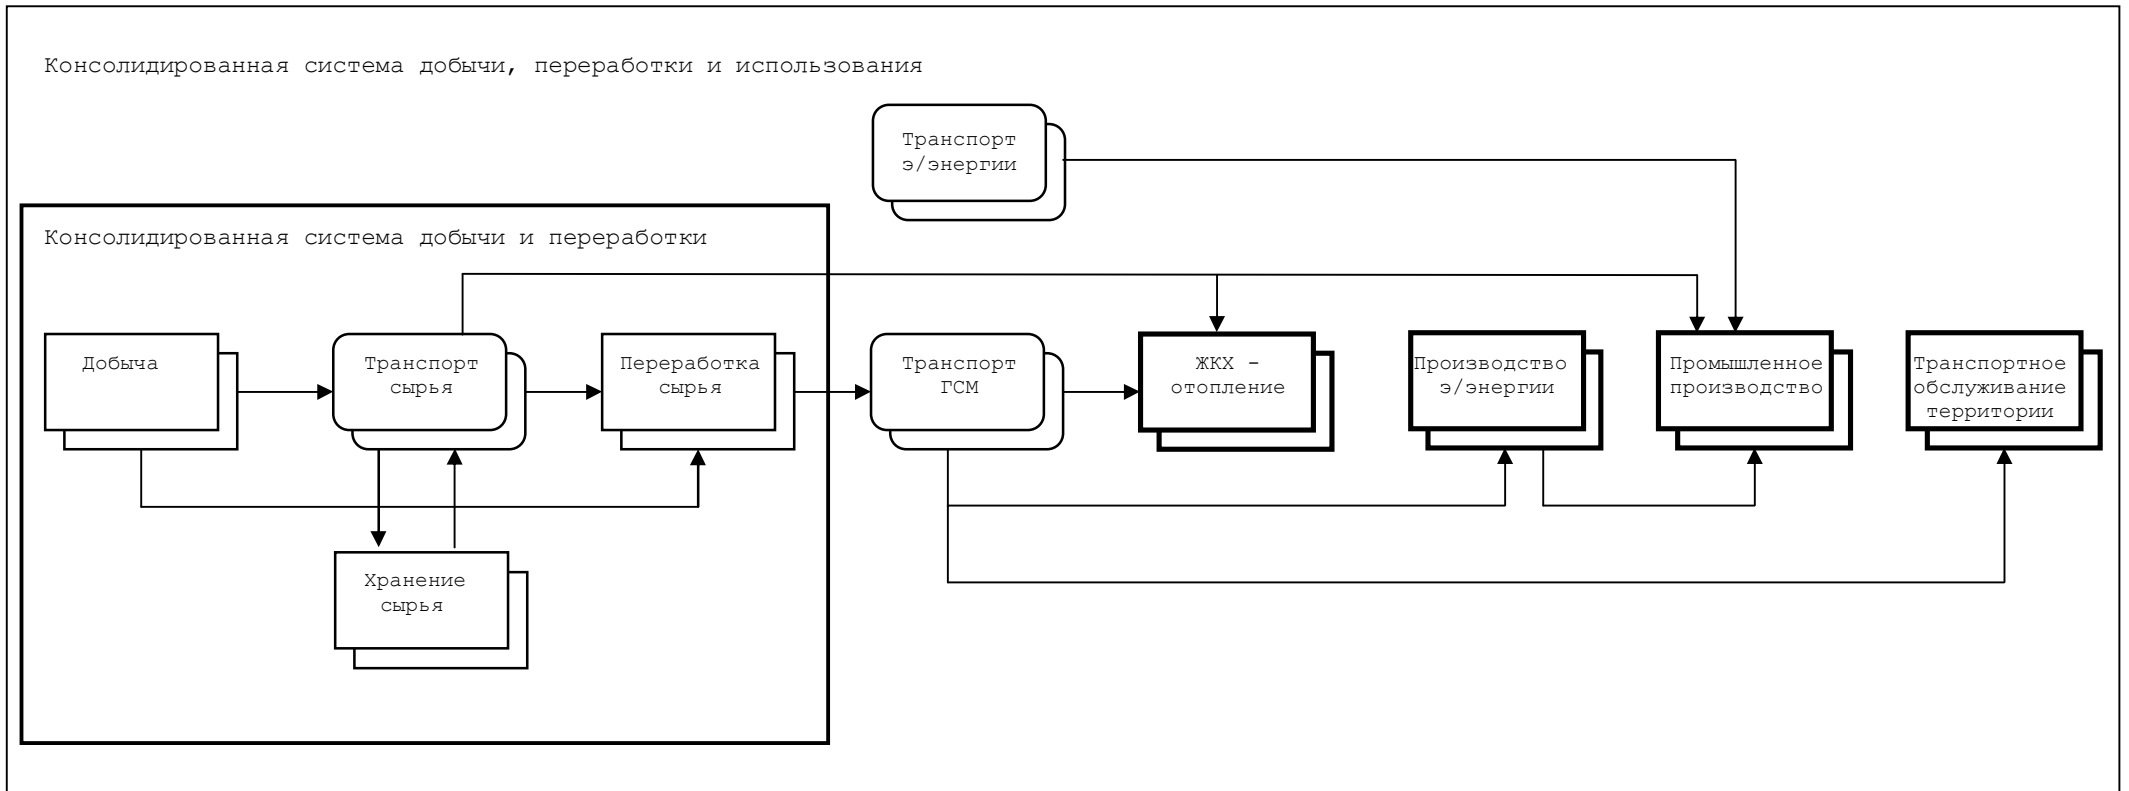 Консолидированная система добычи, переработки и использования
Транспорт
э/энергии
Консолидированная система добычи и переработки
Добыча
Транспорт
сырья
Переработка
сырья
Транспорт
ГСМ
ЖКХ -
отопление
Производство
э/энергии
Промышленное
производство
Транспортное
обслуживание
территории
Хранение
сырья